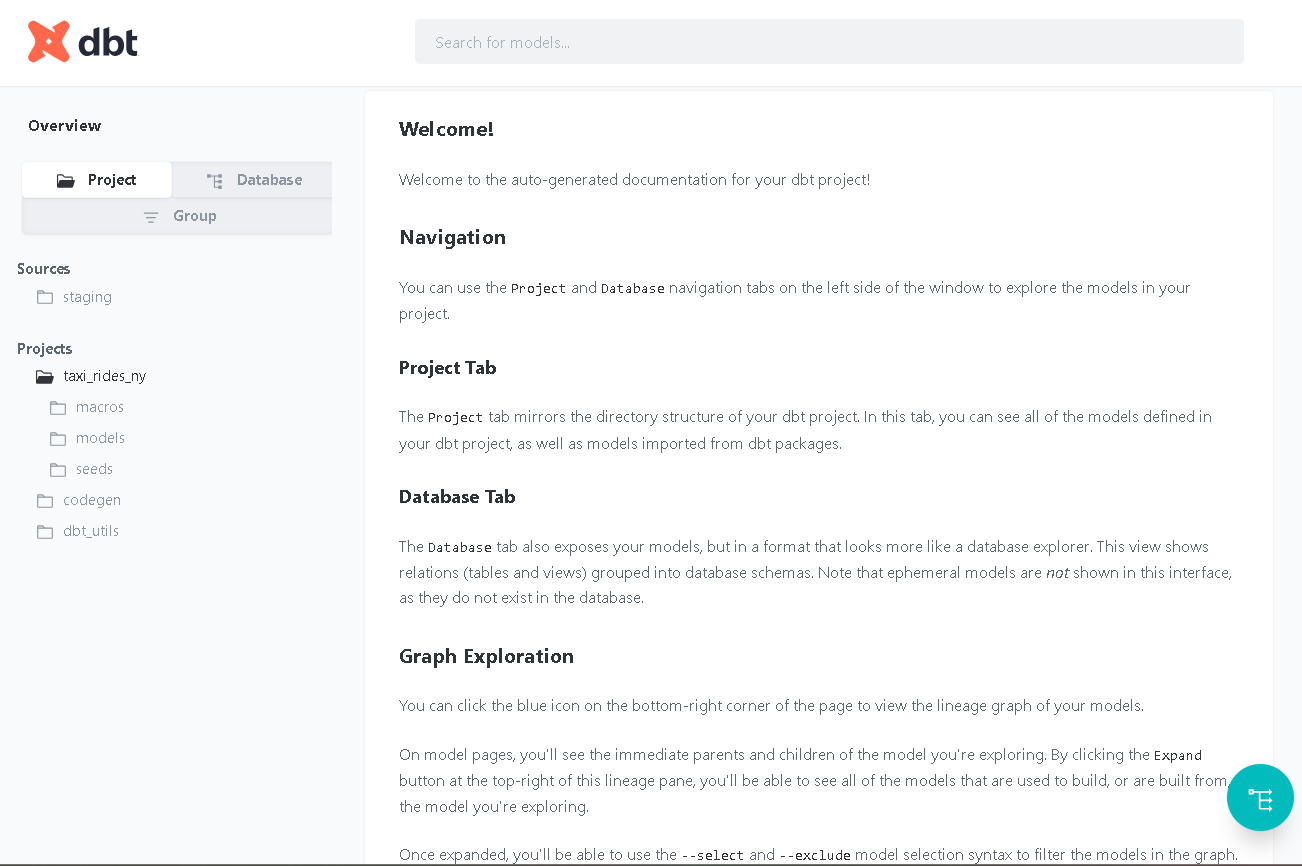 dbt
Search for models...
Overview
Project
Database
Group
Sources
staging
Projects
taxi_rides_ny
macros
models
seeds
codegen
dbt_utils
Welcome!
Welcome to the auto-generated documentation for your dbt project!
Navigation
You can use the Project and Database navigation tabs on the left side of the window to explore the models in your
project.
Project Tab
The Project tab mirrors the directory structure of your dbt project. In this tab, you can see all of the models defined in
your dbt project, as well as models imported from dbt packages.
Database Tab
The Database tab also exposes your models, but in a format that looks more like a database explorer. This view shows
relations (tables and views) grouped into database schemas. Note that ephemeral models are not shown in this interface,
as they do not exist in the database.
Graph Exploration
You can click the blue icon on the bottom-right corner of the page to view the lineage graph of your models.
On model pages, you'll see the immediate parents and children of the model you're exploring. By clicking the Expand
button at the top-right of this lineage pane, you'll be able to see all of the models that are used to build, or are built from,
the model you're exploring.
Once expanded, you'll be able to use the --select and --exclude model selection syntax to filter the models in the graph.